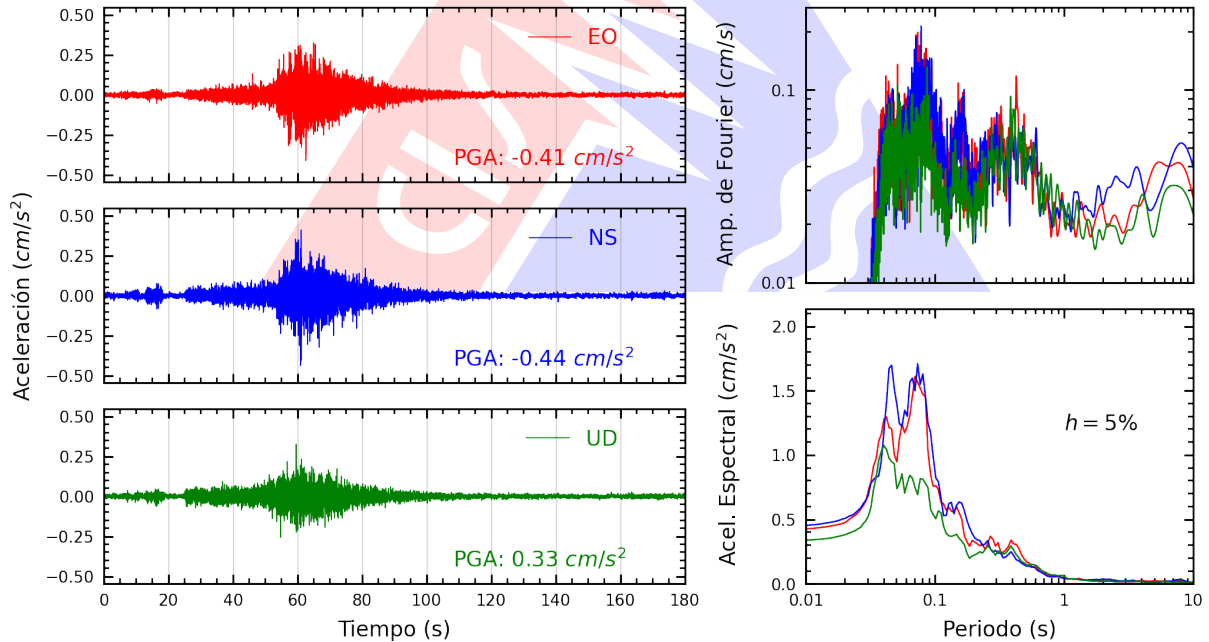 Aceleración (cm/s²)
0.50
0.25
0.00
−0.25
−0.50
EO
PGA: -0.41 cm/s²
0.50
0.25
0.00
−0.25
−0.50
NS
PGA: -0.44 cm/s²
0.50
0.25
0.00
−0.25
−0.50
UD
PGA: 0.33 cm/s²
0 20 40 60 80 100 120 140 160 180
Tiempo (s)
Amp. de Fourier (cm/s)
0.1
0.01
Acel. Espectral (cm/s²)
2.0
1.5
1.0
0.5
0.0
h = 5%
0.01 0.1 1 10
Periodo (s)